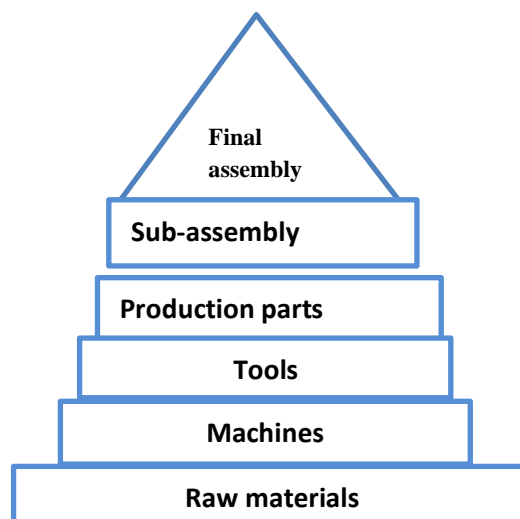 Final
assembly
Sub-assembly
Production parts
Tools
Machines
Raw materials